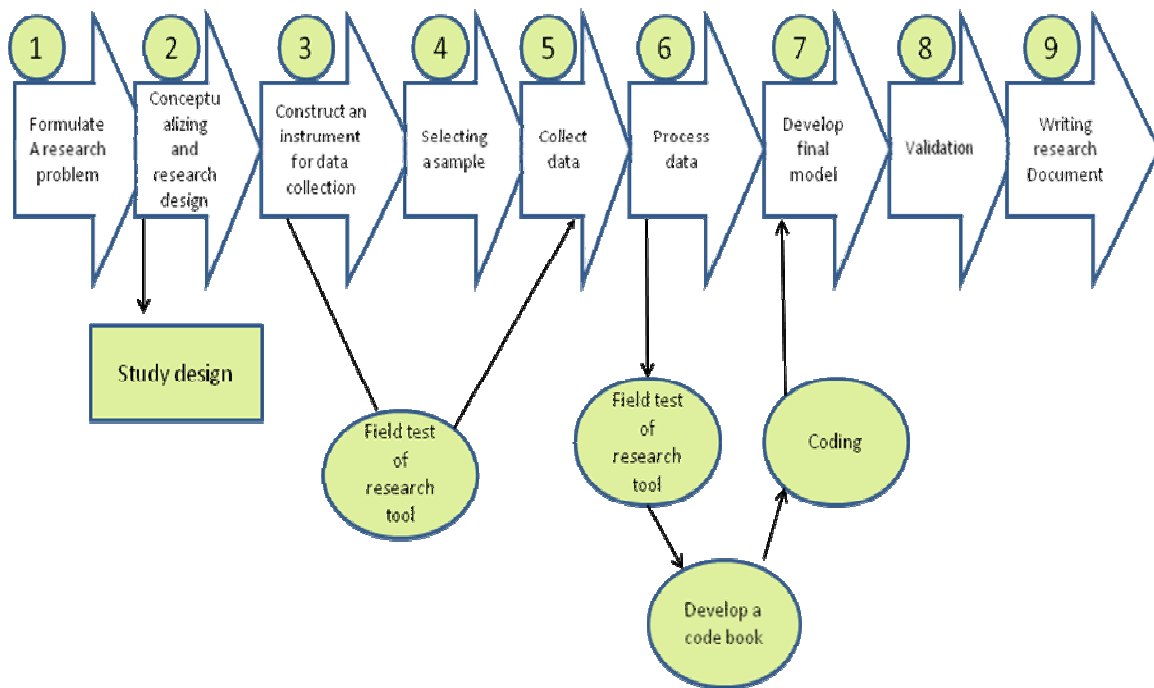 1
Formulate
A research
problem
2
Conceptu
alizing
and
research
design
3
Construct an
instrument
for data
collection
4
Selecting
a sample
5
Collect
data
6
Process
data
7
Develop
final
model
8
Validation
9
Writing
research
Document
Study design
Field test
of
research
tool
Field test
of
research
tool
Coding
Develop a
code book